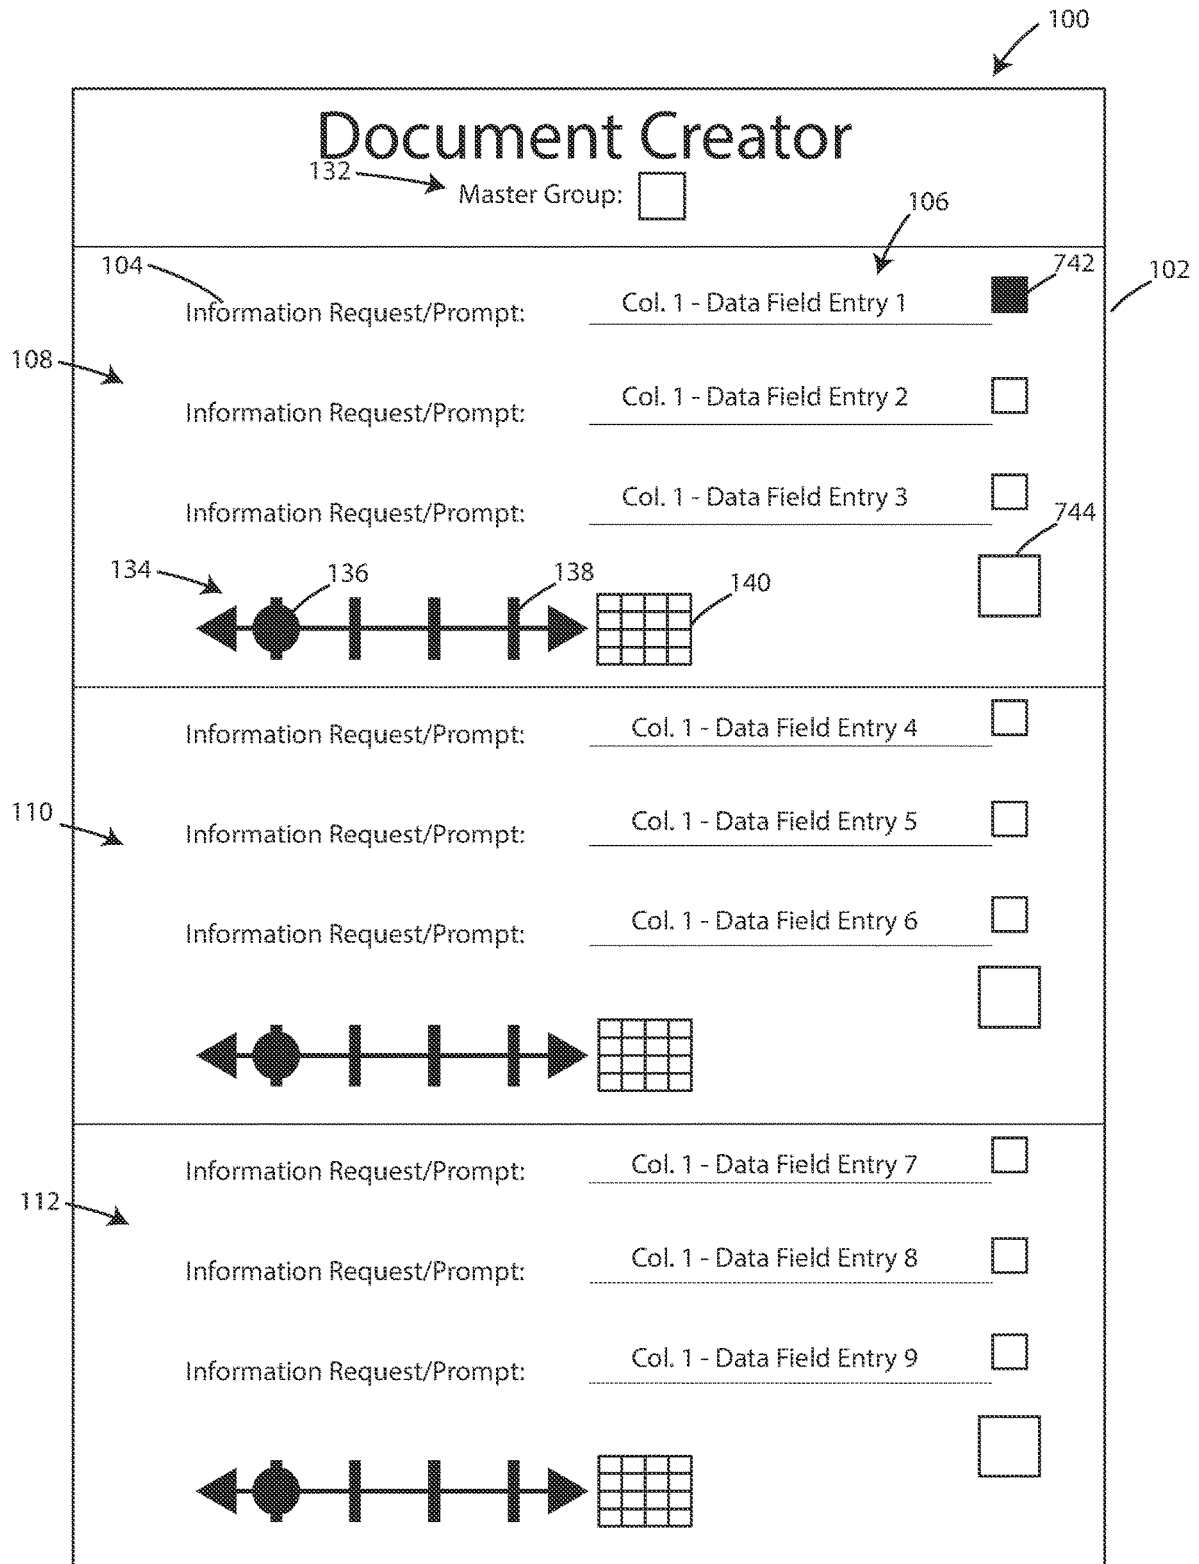 100
Document Creator
132
Master Group:
106
104
742
102
Information Request/Prompt: Col. 1 - Data Field Entry 1
108
Information Request/Prompt: Col. 1 - Data Field Entry 2
Information Request/Prompt: Col. 1 - Data Field Entry 3
744
134
136
138
140
Information Request/Prompt: Col. 1 - Data Field Entry 4
110
Information Request/Prompt: Col. 1 - Data Field Entry 5
Information Request/Prompt: Col. 1 - Data Field Entry 6
Information Request/Prompt: Col. 1 - Data Field Entry 7
112
Information Request/Prompt: Col. 1 - Data Field Entry 8
Information Request/Prompt: Col. 1 - Data Field Entry 9